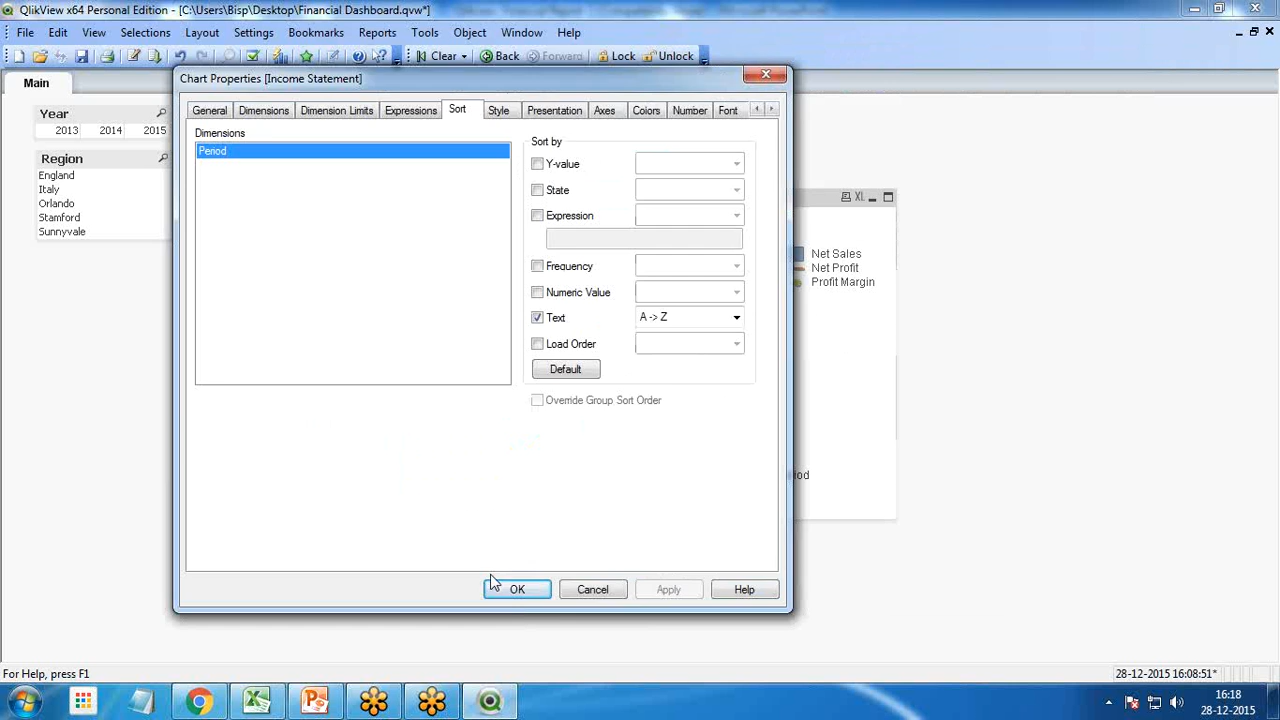 QlikView x64 Personal Edition - [C:\Users\Bisp\Desktop\Financial Dashboard.qvw*]
File Edit View Selections Layout Settings Bookmarks Reports Tools Object Window Help
Clear Back Forward Lock Unlock
Main
Year
2013 2014 2015
Region
England
Italy
Orlando
Stamford
Sunnyvale
Chart Properties [Income Statement]
General Dimensions Dimension Limits Expressions Sort Style Presentation Axes Colors Number Font
Dimensions
Period
Sort by
Y-value
State
Expression
Frequency
Numeric Value
Text A -> Z
Load Order
Default
Override Group Sort Order
OK Cancel Apply Help
XL
Net Sales
Net Profit
Profit Margin
iod
For Help, press F1
28-12-2015 16:08:51*
16:18
28-12-2015